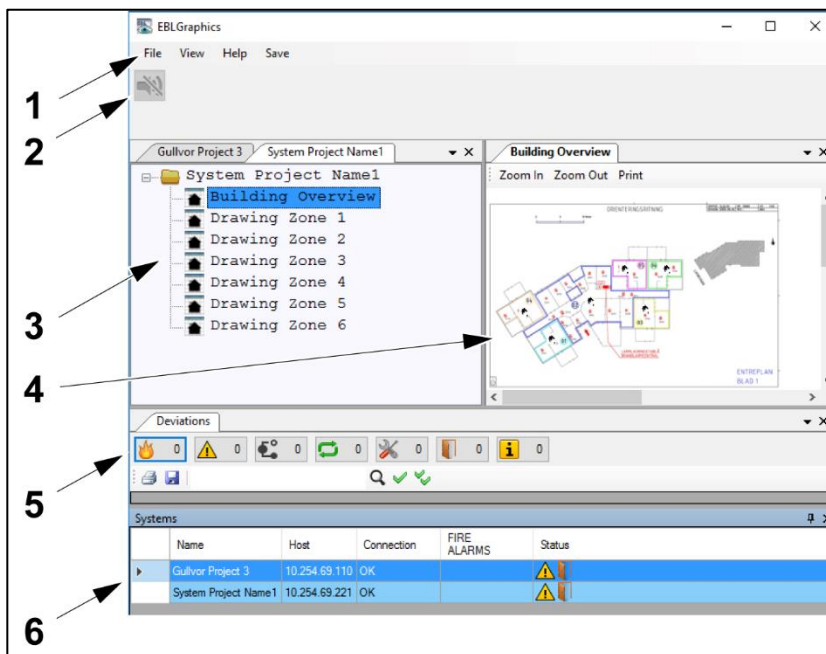 EBLGraphics
File View Help Save
1
2
Gullvor Project 3 System Project Name1 Building Overview
System Project Name1 Zoom In Zoom Out Print
Building Overview
Drawing Zone 1
Drawing Zone 2
Drawing Zone 3
Drawing Zone 4
Drawing Zone 5
Drawing Zone 6
ORIENTERINGSRITNING
ENTREPLAN
BLAD 1
3
4
Deviations
0 0 0 0 0 0 0
5
Systems
Name Host Connection FIRE ALARMS Status
Gullvor Project 3 10.254.69.110 OK
System Project Name1 10.254.69.221 OK
6